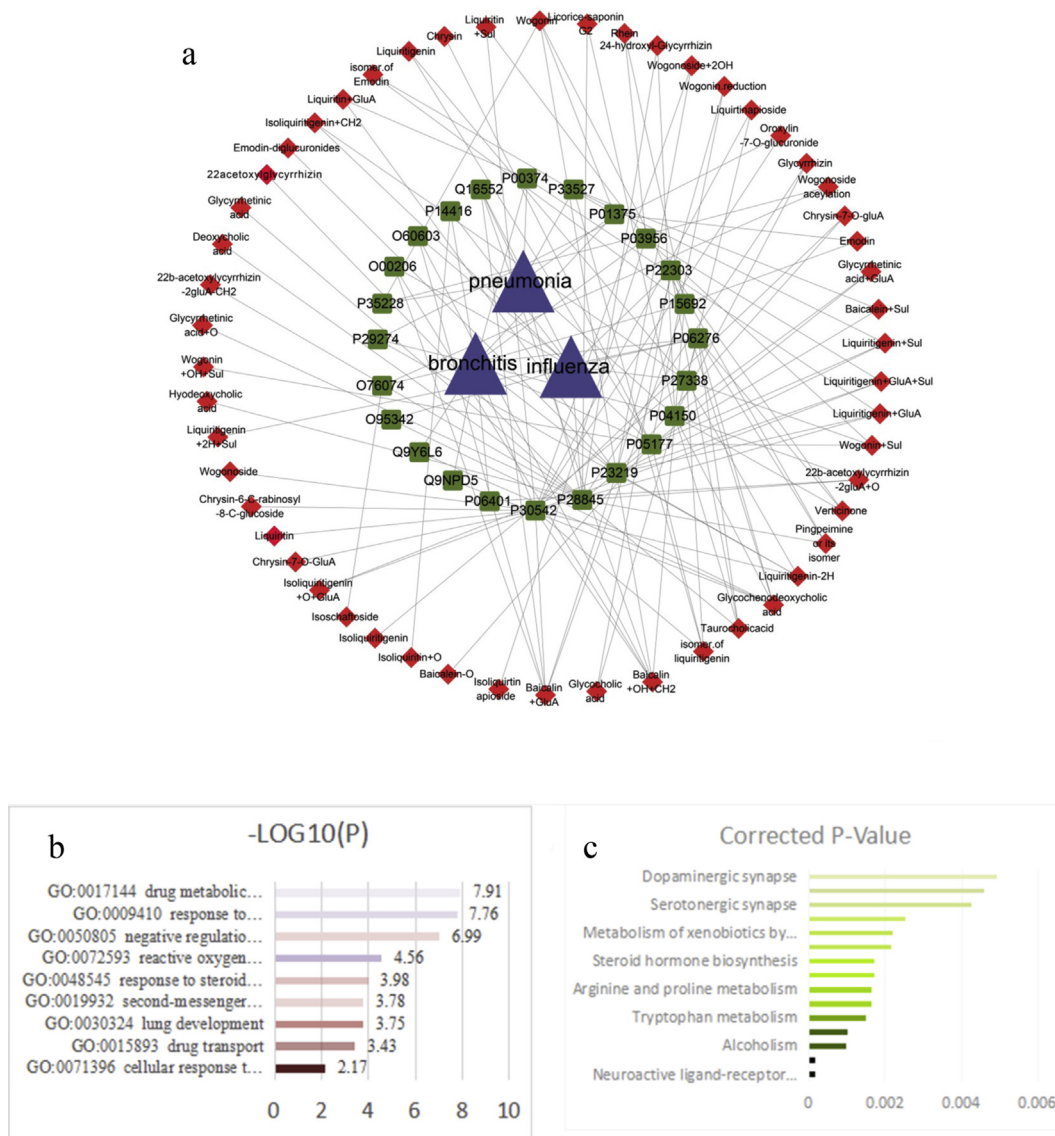 a
Liquiritin
+Sul
Wogonin
Licorice-saponin
G2
Rhein
24-hydroxyl-Glycyrrhizin
Wogonoside+2OH
Wogonin.reduction
Liquirtinapioside
Oroxylin
-7-O-glucuronide
Glycyrrhizin
Wogonoside
aceylation
Chrysin-7-O-gluA
Emodin
Glycyrrhetinic
acid+GluA
Baicalein+Sul
Liquiritigenin+Sul
Liquiritigenin+GluA+Sul
Liquiritigenin+GluA
Wogonin+Sul
22b-acetoxylycyrrhizin
-2gluA+O
Verticinone
Pingpeimine
or its
isomer
Liquiritigenin-2H
Glycochenodeoxycholic
acid
Taurocholicacid
isomer.of
liquiritigenin
Baicalin
+OH+CH2
Glycocholic
acid
Baicalin
+GluA
Isoliquirtin
apioside
Baicalein-O
Isoliquintin+O
Isoliquiritigenin
Isoschaftoside
Isoliquiritigenin
+O+GluA
Chrysin-7-O-GluA
Liquiritin
Chrysin-6-C-rabinosyl
-8-C-glucoside
Wogonoside
Liquiritigenin
+2H+Sul
Hyodeoxycholic
acid
Wogonin
+OH+Sul
Glycyrrhetinic
acid+O
22b-acetoxylycyrrhizin
-2gluA-CH2
Deoxycholic
acid
Glycyrrhetinic
acid
22acetoxylglycyrrhizin
Emodin-diglucuronides
Isoliquiritigenin+CH2
Liquiritin+GluA
isomer.of
Emodin
Liquiritigenin
Chrysin
P00374
P33527
P01375
P03956
P22303
P15692
P06276
P27338
P04150
P05177
P23219
P28845
P30542
P06401
Q9NPD5
Q9Y6L6
O95342
O76074
P29274
P35228
O00206
O60603
P14416
Q16552
pneumonia
bronchitis
influenza
b
-LOG10(P)
GO:0017144 drug metabolic... 7.91
GO:0009410 response to... 7.76
GO:0050805 negative regulatio... 6.99
GO:0072593 reactive oxygen... 4.56
GO:0048545 response to steroid... 3.98
GO:0019932 second-messenger... 3.78
GO:0030324 lung development 3.75
GO:0015893 drug transport 3.43
GO:0071396 cellular response t... 2.17
0 2 4 6 8 10
c
Corrected P-Value
Dopaminergic synapse
Serotonergic synapse
Metabolism of xenobiotics by...
Steroid hormone biosynthesis
Arginine and proline metabolism
Tryptophan metabolism
Alcoholism
Neuroactive ligand-receptor...
0 0.002 0.004 0.006